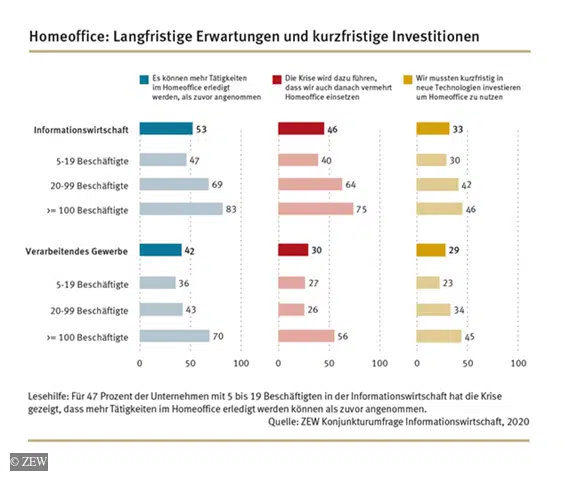 Homeoffice: Langfristige Erwartungen und kurzfristige Investitionen
Es können mehr Tätigkeiten
im Homeoffice erledigt
werden, als zuvor angenommen
Die Krise wird dazu führen,
dass wir auch danach vermehrt
Homeoffice einsetzen
Wir mussten kurzfristig in
neue Technologien investieren
um Homeoffice zu nutzen
Informationswirtschaft 53 46 33
5-19 Beschäftigte 47 40 30
20-99 Beschäftigte 69 64 42
>= 100 Beschäftigte 83 75 46
Verarbeitendes Gewerbe 42 30 29
5-19 Beschäftigte 36 27 23
20-99 Beschäftigte 43 26 34
>= 100 Beschäftigte 70 56 45
0 50 100 0 50 100 0 50 100
Lesehilfe: Für 47 Prozent der Unternehmen mit 5 bis 19 Beschäftigten in der Informationswirtschaft hat die Krise
gezeigt, dass mehr Tätigkeiten im Homeoffice erledigt werden können als zuvor angenommen.
Quelle: ZEW Konjunkturumfrage Informationswirtschaft, 2020
© ZEW